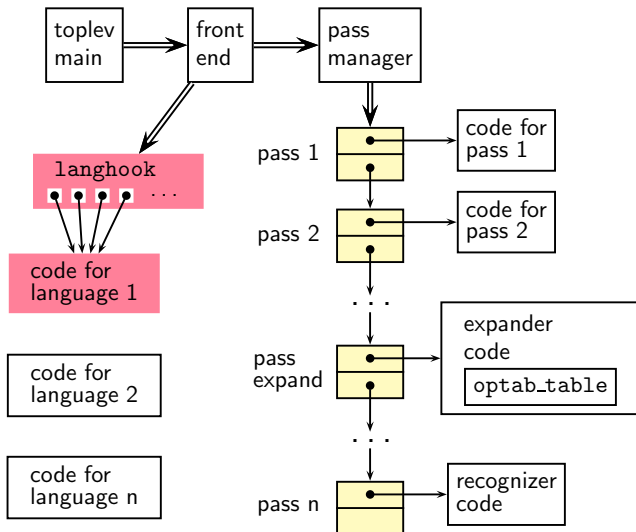 toplev
main
front
end
pass
manager
langhook
. . .
code for
language 1
code for
language 2
code for
language n
pass 1
code for
pass 1
pass 2
code for
pass 2
. . .
pass
expand
expander
code
optab_table
. . .
pass n
recognizer
code